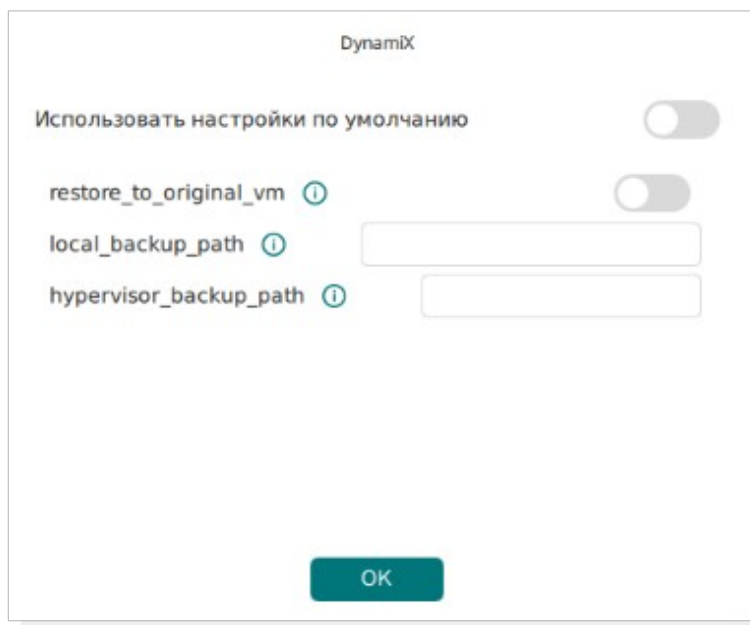 DynamiX
Использовать настройки по умолчанию
restore_to_original_vm
local_backup_path
hypervisor_backup_path
OK